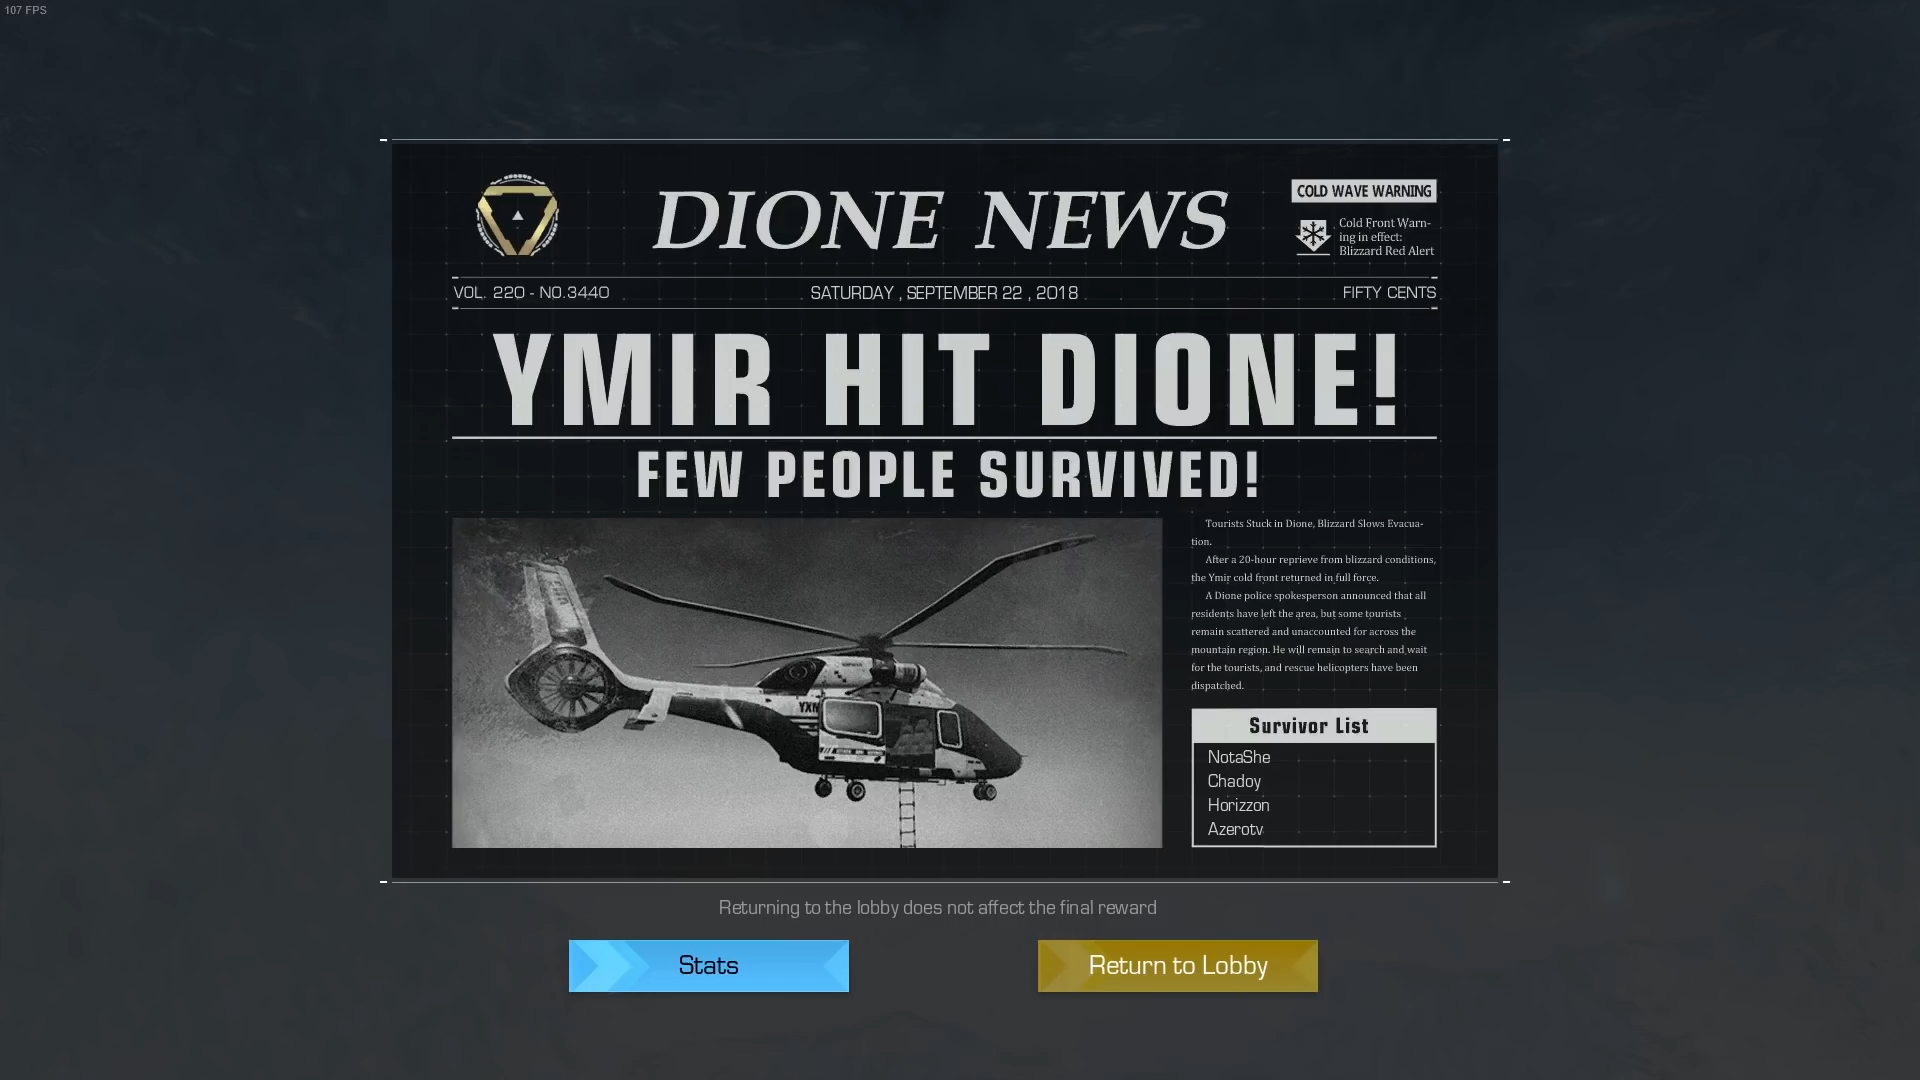 107 FPS
DIONE NEWS
COLD WAVE WARNING
Cold Front Warn-
ing in effect:
Blizzard Red Alert
VOL. 220 - NO.3440
SATURDAY , SEPTEMBER 22 , 2018
FIFTY CENTS
YMIR HIT DIONE!
FEW PEOPLE SURVIVED!
Tourists Stuck in Dione, Blizzard Slows Evacua-
tion.
After a 20-hour reprieve from blizzard conditions,
the Ymir cold front returned in full force.
A Dione police spokesperson announced that all
residents have left the area, but some tourists
remain scattered and unaccounted for across the
mountain region. He will remain to search and wait
for the tourists, and rescue helicopters have been
dispatched.
Survivor List
NotaShe
Chadoy
Horizzon
Azerotv
Returning to the lobby does not affect the final reward
Stats
Return to Lobby